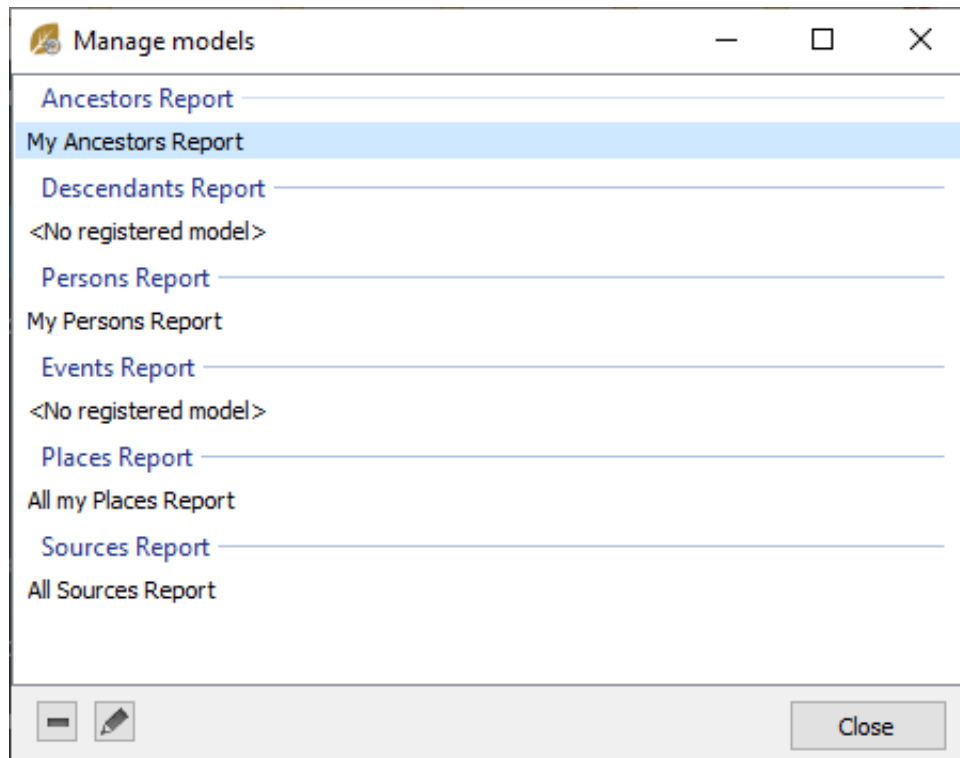 Manage models
Ancestors Report
My Ancestors Report
Descendants Report
<No registered model>
Persons Report
My Persons Report
Events Report
<No registered model>
Places Report
All my Places Report
Sources Report
All Sources Report
Close